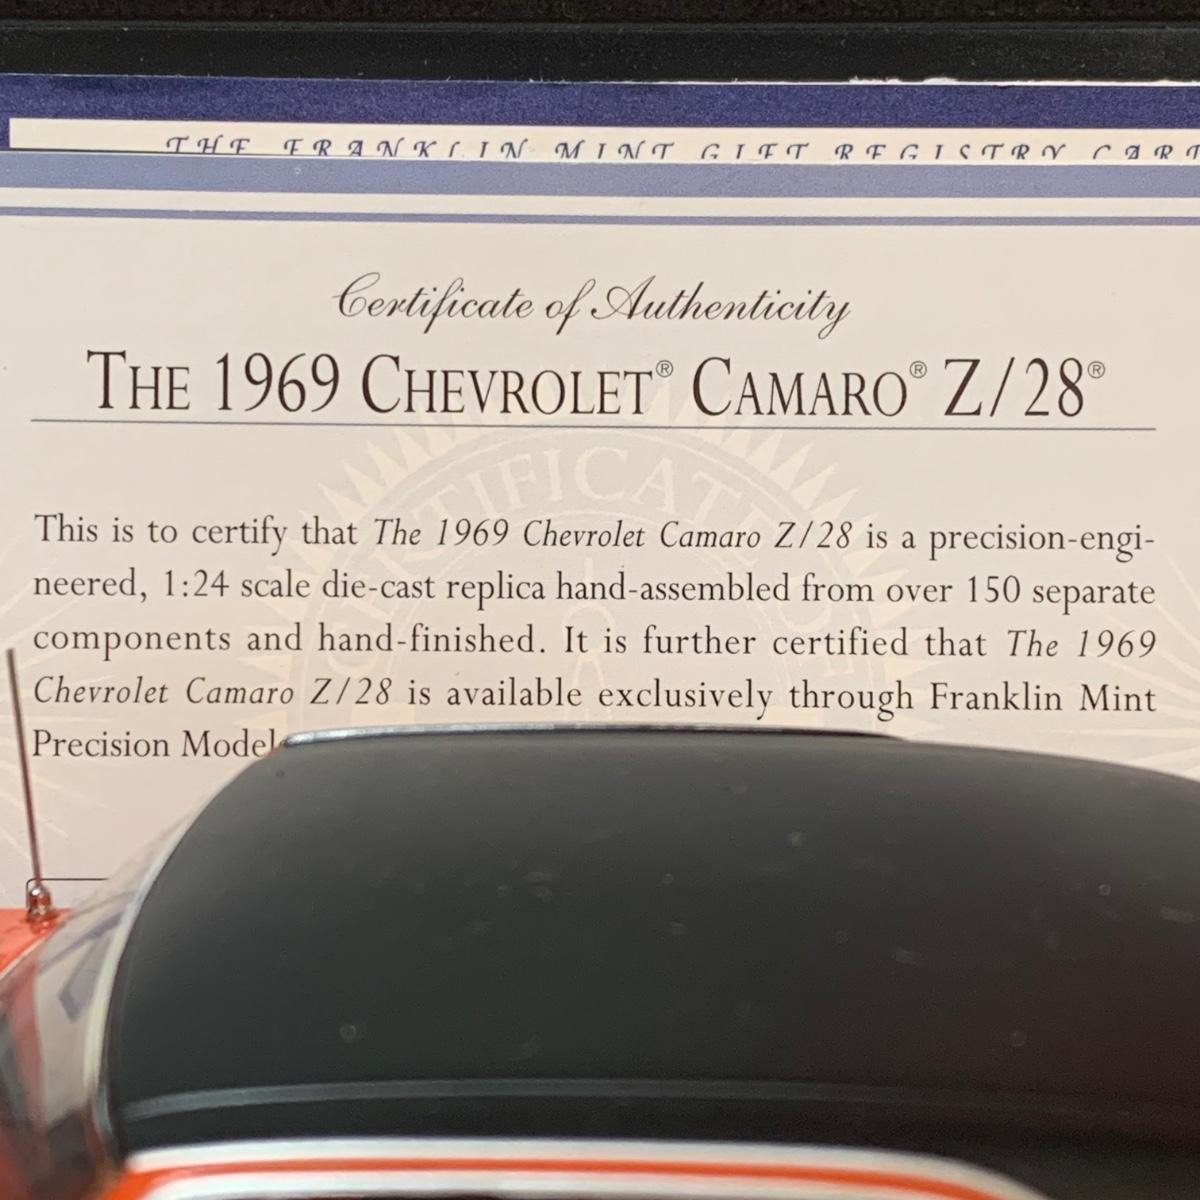 THE FRANKLIN MINT GIFT REGISTRY CARD
Certificate of Authenticity
THE 1969 CHEVROLET® CAMARO® Z/28®
CERTIFICATE
This is to certify that The 1969 Chevrolet Camaro Z/28 is a precision-engi-
neered, 1:24 scale die-cast replica hand-assembled from over 150 separate
components and hand-finished. It is further certified that The 1969
Chevrolet Camaro Z/28 is available exclusively through Franklin Mint
Precision Model